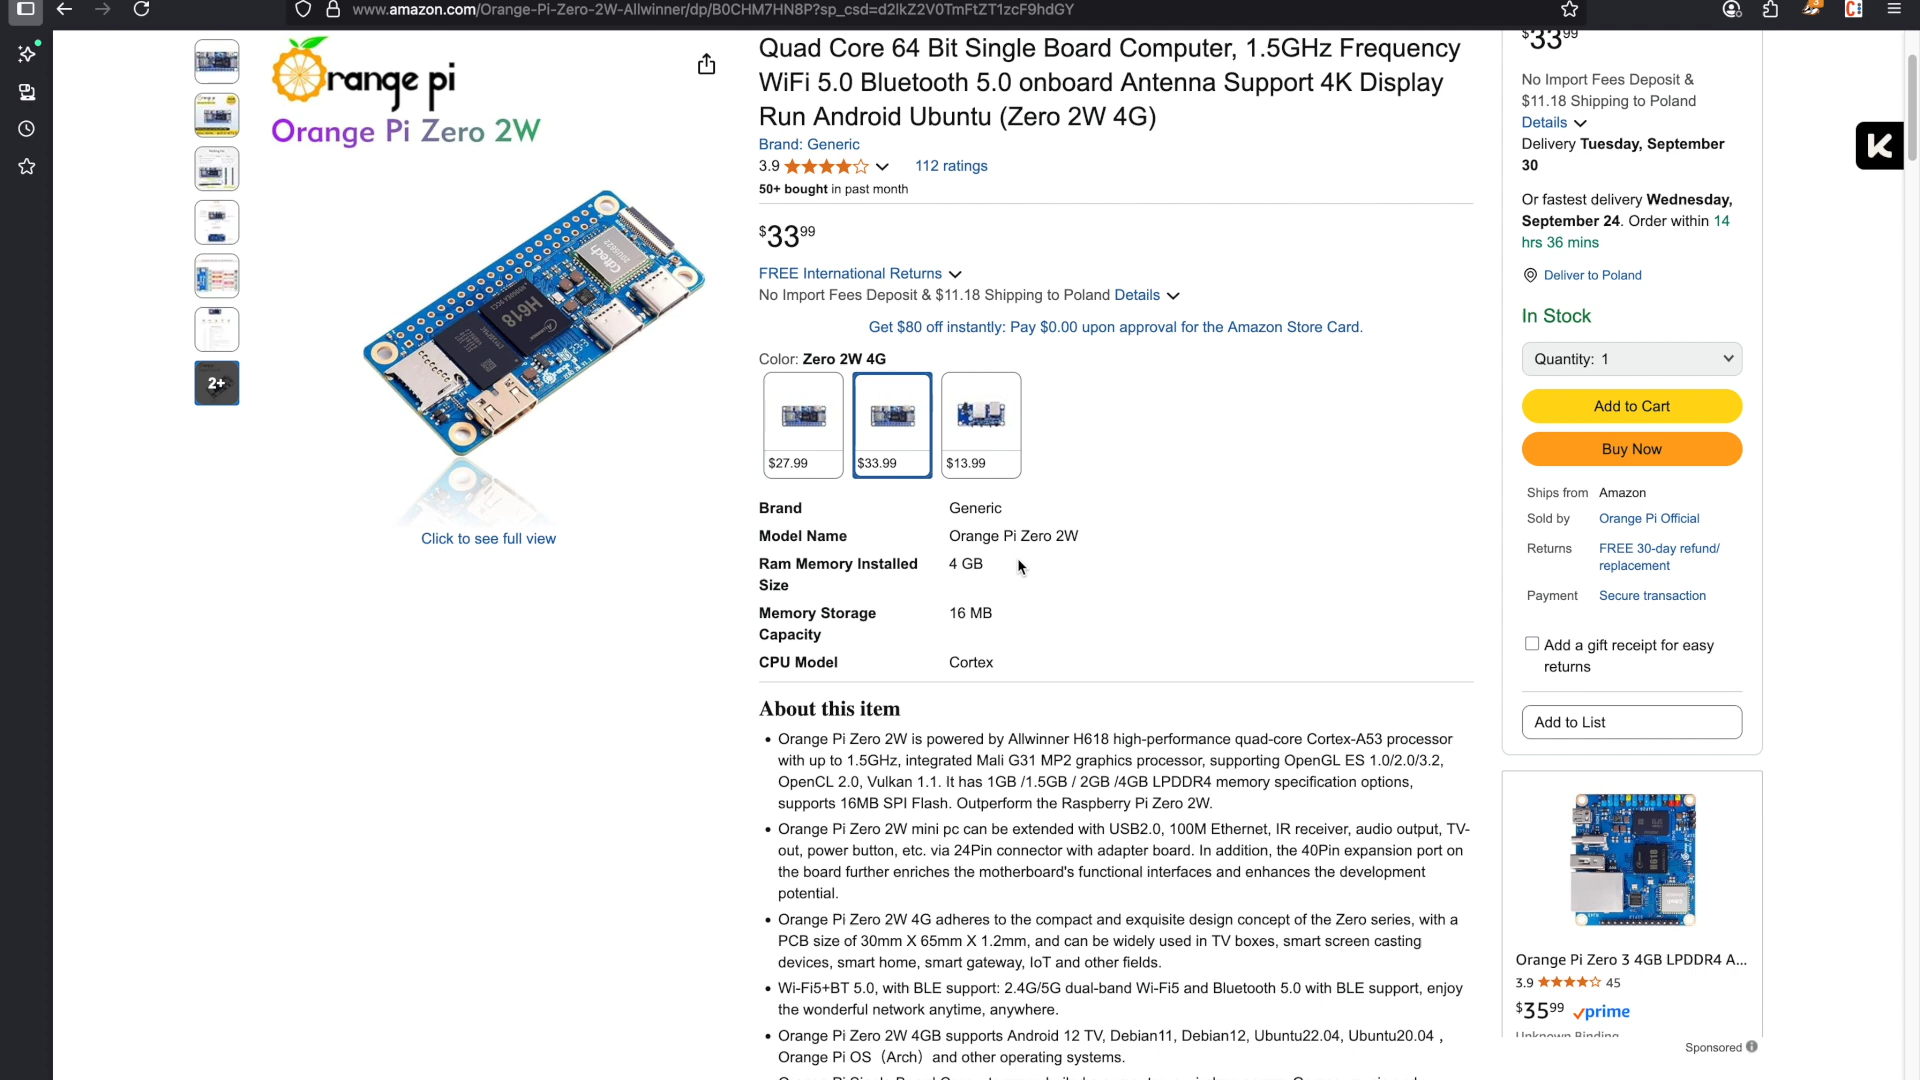 www.amazon.com/Orange-Pi-Zero-2W-Allwinner/dp/B0CHM7HN8P?sp_csd=d2lkZ2V0TmFtZT1zcF9hdGY
3
2+
range pi
Orange Pi Zero 2W
H618
Click to see full view
Quad Core 64 Bit Single Board Computer, 1.5GHz Frequency
WiFi 5.0 Bluetooth 5.0 onboard Antenna Support 4K Display
Run Android Ubuntu (Zero 2W 4G)
Brand: Generic
3.9 112 ratings
50+ bought in past month
$33 99
FREE International Returns
No Import Fees Deposit & $11.18 Shipping to Poland Details
Get $80 off instantly: Pay $0.00 upon approval for the Amazon Store Card.
Color: Zero 2W 4G
$27.99 $33.99 $13.99
Brand Generic
Model Name Orange Pi Zero 2W
Ram Memory Installed 4 GB
Size
Memory Storage 16 MB
Capacity
CPU Model Cortex
About this item
• Orange Pi Zero 2W is powered by Allwinner H618 high-performance quad-core Cortex-A53 processor
with up to 1.5GHz, integrated Mali G31 MP2 graphics processor, supporting OpenGL ES 1.0/2.0/3.2,
OpenCL 2.0, Vulkan 1.1. It has 1GB /1.5GB / 2GB /4GB LPDDR4 memory specification options,
supports 16MB SPI Flash. Outperform the Raspberry Pi Zero 2W.
• Orange Pi Zero 2W mini pc can be extended with USB2.0, 100M Ethernet, IR receiver, audio output, TV-
out, power button, etc. via 24Pin connector with adapter board. In addition, the 40Pin expansion port on
the board further enriches the motherboard's functional interfaces and enhances the development
potential.
• Orange Pi Zero 2W 4G adheres to the compact and exquisite design concept of the Zero series, with a
PCB size of 30mm X 65mm X 1.2mm, and can be widely used in TV boxes, smart screen casting
devices, smart home, smart gateway, IoT and other fields.
• Wi-Fi5+BT 5.0, with BLE support: 2.4G/5G dual-band Wi-Fi5 and Bluetooth 5.0 with BLE support, enjoy
the wonderful network anytime, anywhere.
• Orange Pi Zero 2W 4GB supports Android 12 TV, Debian11, Debian12, Ubuntu22.04, Ubuntu20.04 ,
Orange Pi OS（Arch）and other operating systems.
$33 99
No Import Fees Deposit &
$11.18 Shipping to Poland
Details
Delivery Tuesday, September
30
Or fastest delivery Wednesday,
September 24. Order within 14
hrs 36 mins
Deliver to Poland
In Stock
Quantity: 1
Add to Cart
Buy Now
Ships from Amazon
Sold by Orange Pi Official
Returns FREE 30-day refund/
replacement
Payment Secure transaction
Add a gift receipt for easy
returns
Add to List
Orange Pi Zero 3 4GB LPDDR4 A...
3.9 45
$35 99 prime
Unknown Binding
Sponsored
K